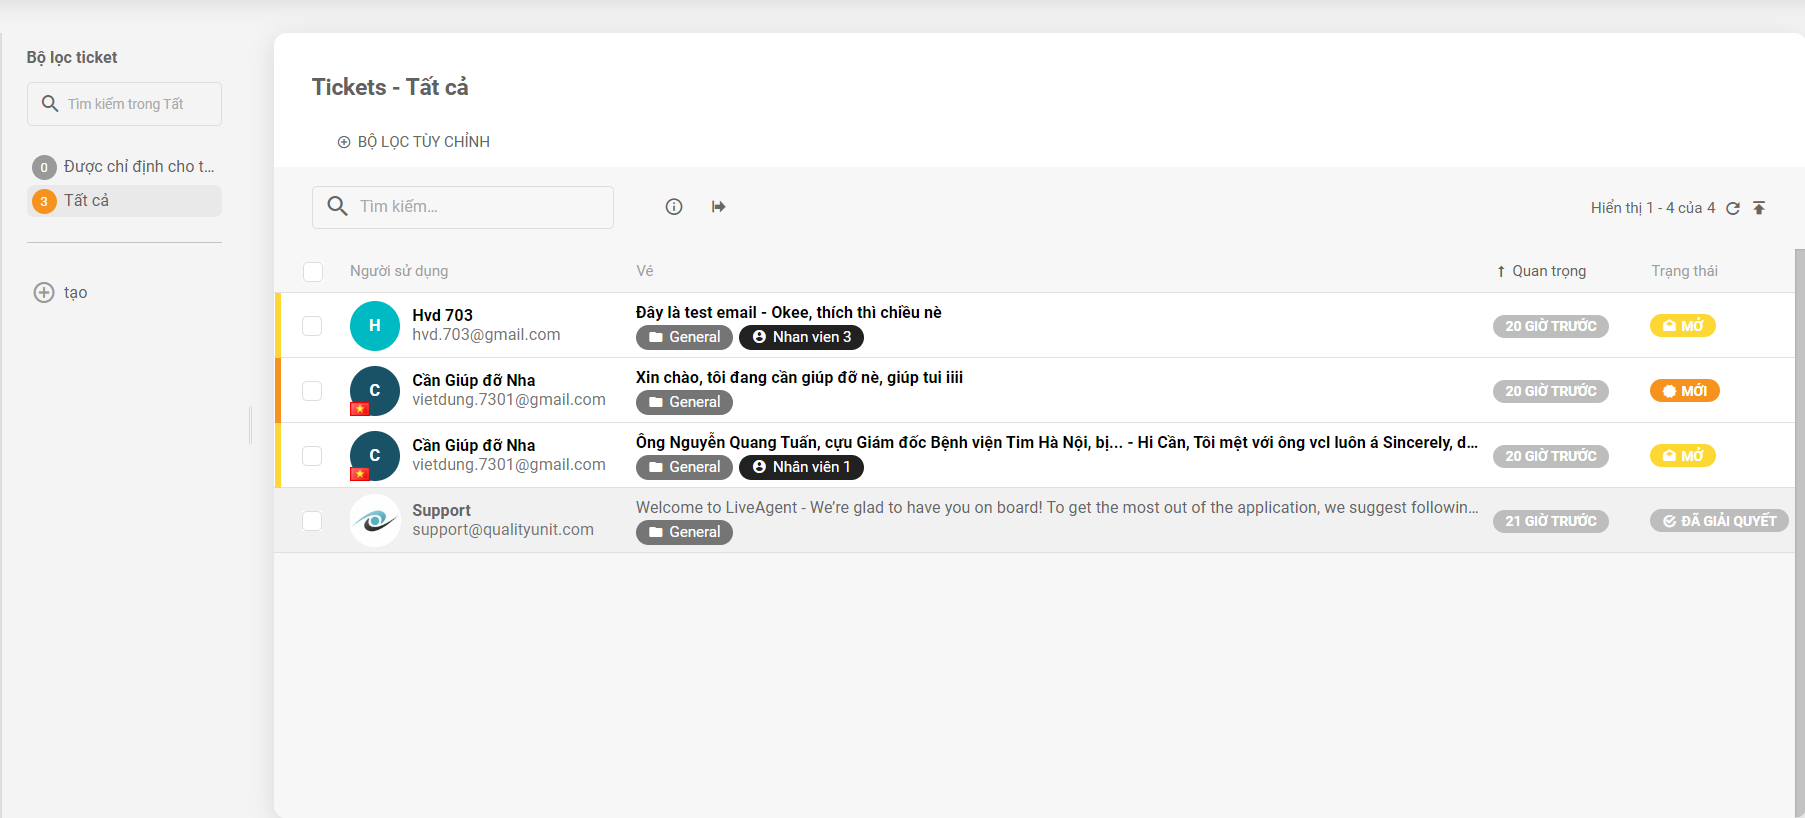 Bộ lọc ticket
Tìm kiếm trong Tất
0 Được chỉ định cho t...
3 Tất cả
tạo
Tickets - Tất cả
BỘ LỌC TÙY CHỈNH
Tìm kiếm...
Hiển thị 1 - 4 của 4
Người sử dụng Vé Quan trọng Trạng thái
H Hvd 703 Đây là test email - Okee, thích thì chiều nè 20 GIỜ TRƯỚC MỞ
hvd.703@gmail.com General Nhan vien 3
C Cần Giúp đỡ Nha Xin chào, tôi đang cần giúp đỡ nè, giúp tui iiii 20 GIỜ TRƯỚC MỚI
vietdung.7301@gmail.com General
C Cần Giúp đỡ Nha Ông Nguyễn Quang Tuấn, cựu Giám đốc Bệnh viện Tim Hà Nội, bị... - Hi Cần, Tôi mệt với ông vcl luôn á Sincerely, d... 20 GIỜ TRƯỚC MỞ
vietdung.7301@gmail.com General Nhân viên 1
Support Welcome to LiveAgent - We're glad to have you on board! To get the most out of the application, we suggest followin... 21 GIỜ TRƯỚC ĐÃ GIẢI QUYẾT
support@qualityunit.com General